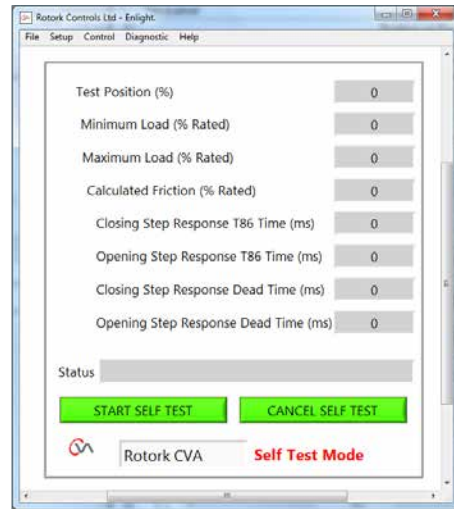 Rotork Controls Ltd - Enlight.
File Setup Control Diagnostic Help
Test Position (%) 0
Minimum Load (% Rated) 0
Maximum Load (% Rated) 0
Calculated Friction (% Rated) 0
Closing Step Response T86 Time (ms) 0
Opening Step Response T86 Time (ms) 0
Closing Step Response Dead Time (ms) 0
Opening Step Response Dead Time (ms) 0
Status
START SELF TEST CANCEL SELF TEST
Rotork CVA Self Test Mode